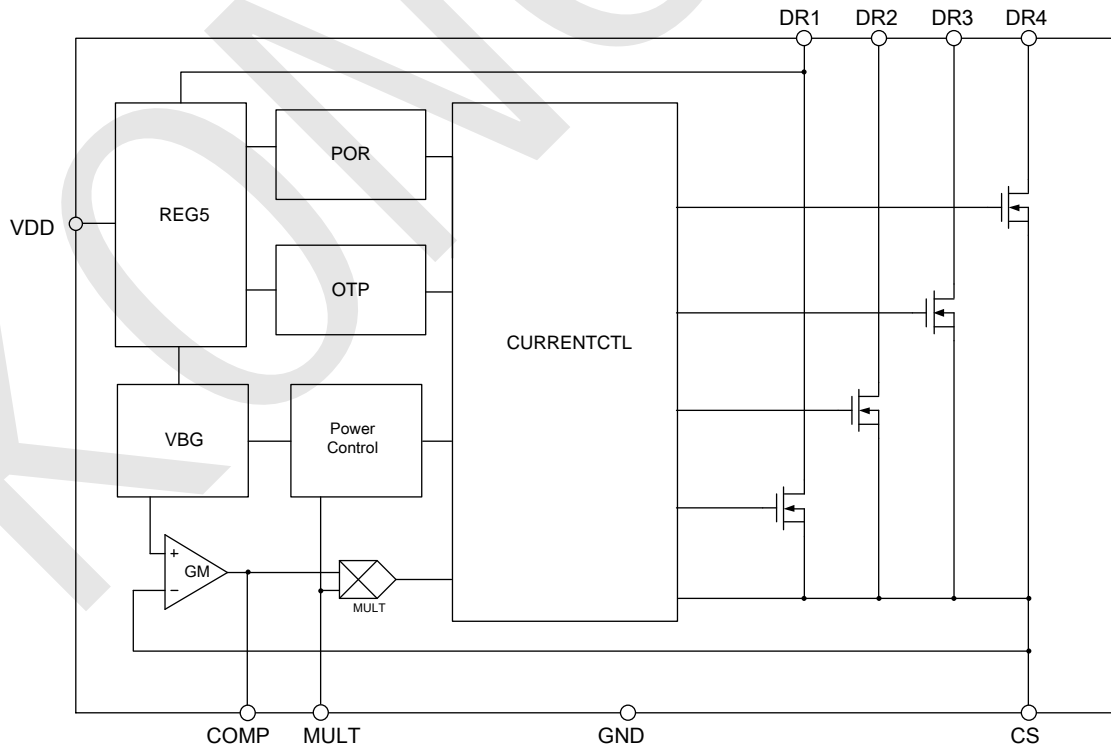 DR1 DR2 DR3 DR4
POR
REG5
VDD
OTP
CURRENTCTL
VBG
Power
Control
+
GM
−
MULT
COMP MULT GND CS